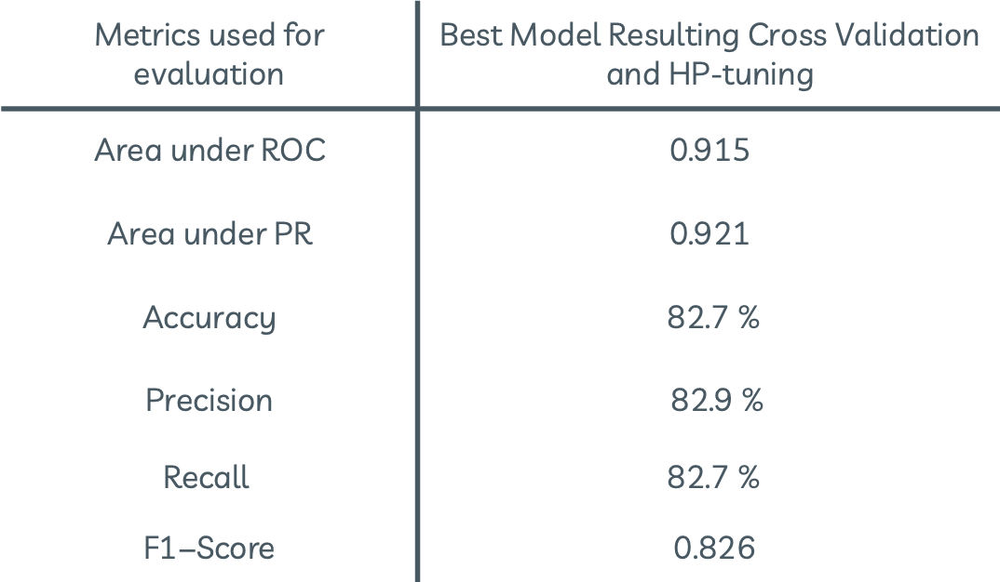 Metrics used for
evaluation
Best Model Resulting Cross Validation
and HP-tuning
Area under ROC
0.915
Area under PR
0.921
Accuracy
82.7 %
Precision
82.9 %
Recall
82.7 %
F1–Score
0.826